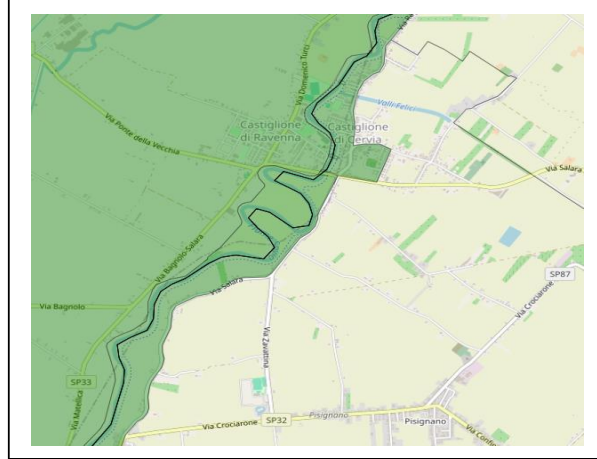 Via Domenico Turci
Valli Felici
Castiglione
di Ravenna
Castiglione
di Cervia
Via Ponte della Vecchia
Via Salara
Via Bagnolo-Salara
SP87
Via Salara
Via Bagnolo
Via Crociarone
Via Zavattina
SP33
Via Matellica
Via Crociarone
SP32
Pisignano
Pisignano